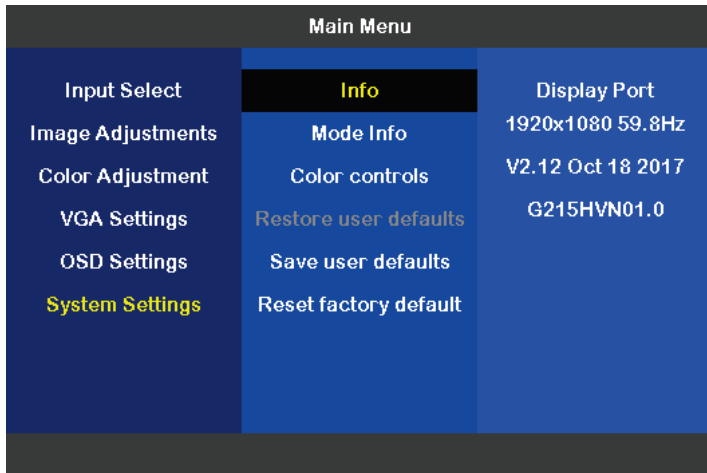 Main Menu
Input Select
Image Adjustments
Color Adjustment
VGA Settings
OSD Settings
System Settings
Info
Mode Info
Color controls
Restore user defaults
Save user defaults
Reset factory default
Display Port
1920x1080 59.8Hz
V2.12 Oct 18 2017
G215HVN01.0